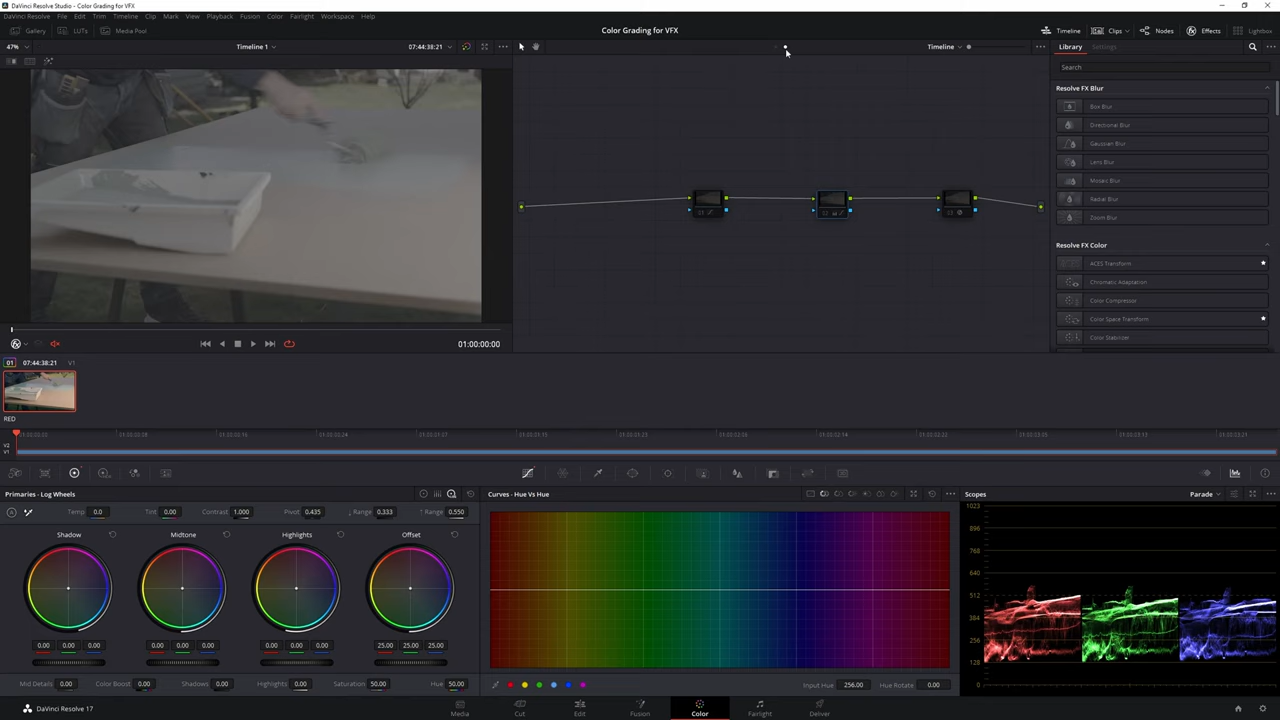 DaVinci Resolve Studio - Color Grading for VFX
DaVinci Resolve File Edit Trim Timeline Clip Mark View Playback Fusion Color Fairlight Workspace Help
Gallery LUTs Media Pool
Color Grading for VFX
Timeline Clips Nodes Effects Lightbox
47% Timeline 1 07:44:38:21
Timeline
Library Settings
Search
Resolve FX Blur
Box Blur
Directional Blur
Gaussian Blur
Lens Blur
Mosaic Blur
Radial Blur
Zoom Blur
Resolve FX Color
ACES Transform
Chromatic Adaptation
Color Compressor
Color Space Transform
Color Stabilizer
01
02
03
01:00:00:00
01 07:44:38:21 V1
RED
V2
V1
Primaries - Log Wheels
Temp 0.0 Tint 0.00 Contrast 1.000 Pivot 0.435 Range 0.333 Range 0.550
Shadow Midtone Highlights Offset
0.00 0.00 0.00 0.00 0.00 0.00 0.00 0.00 0.00 25.00 25.00 25.00
Mid Details 0.00 Color Boost 0.00 Shadows 0.00 Highlights 0.00 Saturation 50.00 Hue 50.00
Curves - Hue Vs Hue
Input Hue 256.00 Hue Rotate 0.00
Scopes Parade
1023
896
768
640
512
384
256
128
0
DaVinci Resolve 17
Media Cut Edit Fusion Color Fairlight Deliver